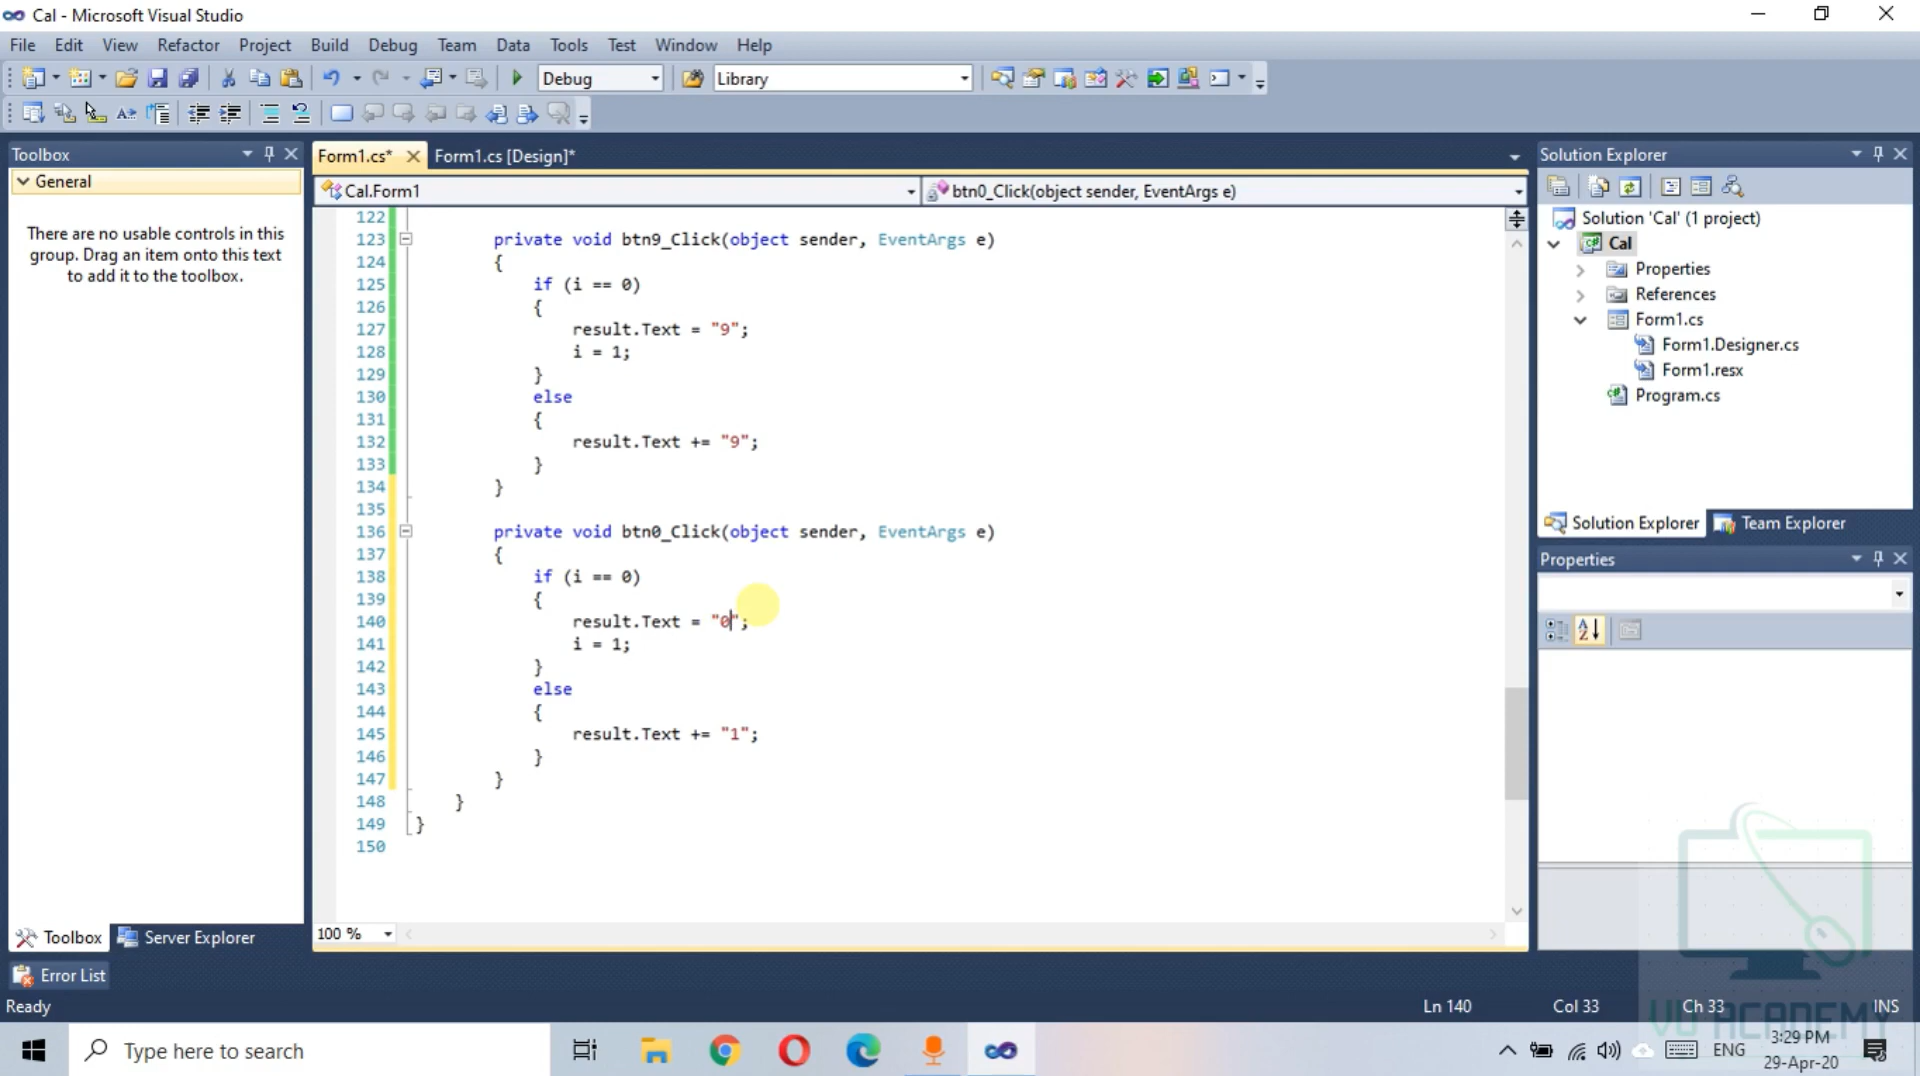 Cal - Microsoft Visual Studio
File Edit View Refactor Project Build Debug Team Data Tools Test Window Help
Debug Library
Toolbox
General
There are no usable controls in this
group. Drag an item onto this text
to add it to the toolbox.
Toolbox Server Explorer
Form1.cs* Form1.cs [Design]*
Cal.Form1 btn0_Click(object sender, EventArgs e)
122
123 private void btn9_Click(object sender, EventArgs e)
124 {
125 if (i == 0)
126 {
127 result.Text = "9";
128 i = 1;
129 }
130 else
131 {
132 result.Text += "9";
133 }
134 }
135
136 private void btn0_Click(object sender, EventArgs e)
137 {
138 if (i == 0)
139 {
140 result.Text = "0";
141 i = 1;
142 }
143 else
144 {
145 result.Text += "1";
146 }
147 }
148 }
149 }
150
100 %
Solution Explorer
Solution 'Cal' (1 project)
Cal
Properties
References
Form1.cs
Form1.Designer.cs
Form1.resx
Program.cs
Solution Explorer Team Explorer
Properties
Error List
Ready Ln 140 Col 33 Ch 33 INS
VU ACADEMY
Type here to search
ENG
3:29 PM
29-Apr-20